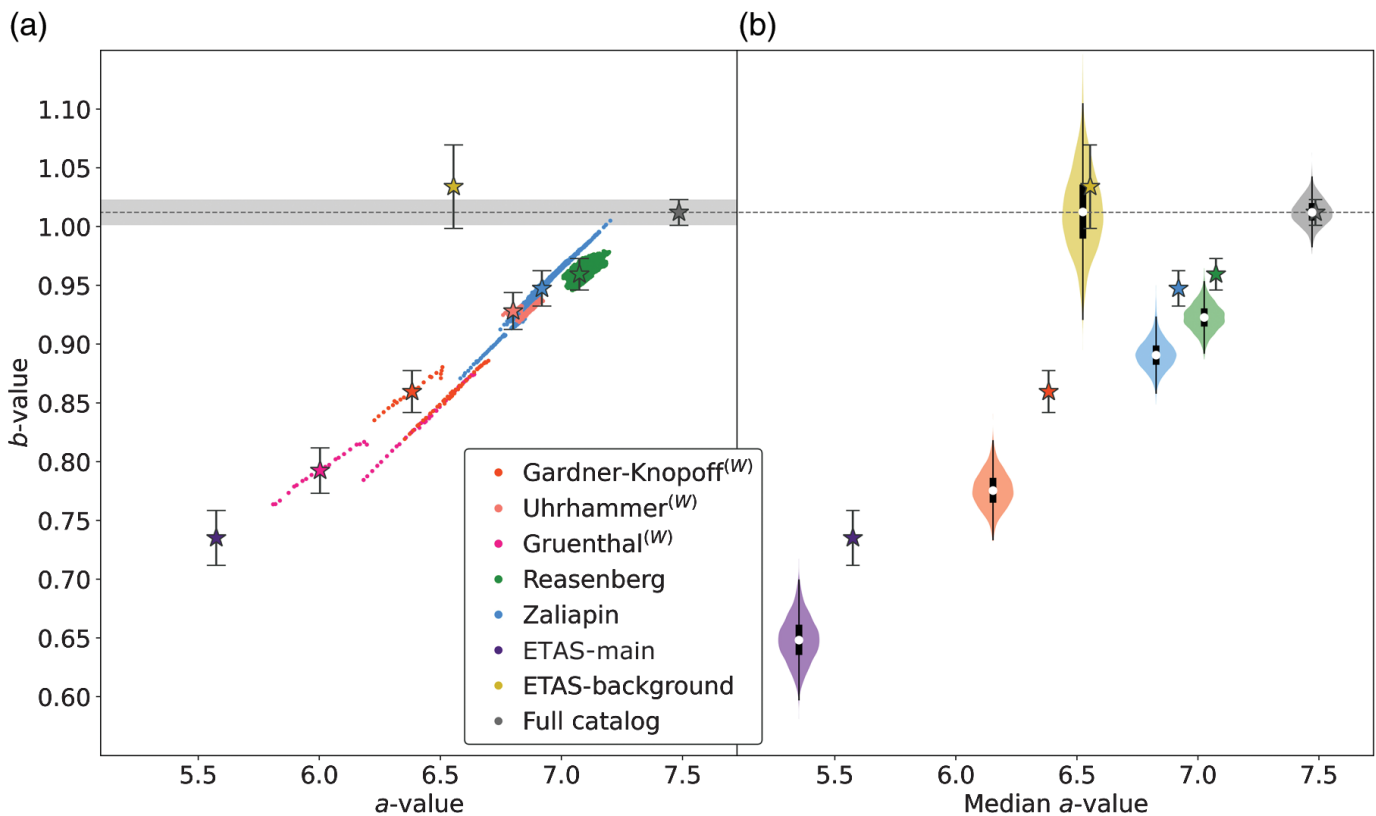 (a)
(b)
1.10
1.05
1.00
0.95
0.90
0.85
0.80
0.75
0.70
0.65
0.60
b-value
Gardner-Knopoff(W)
Uhrhammer(W)
Gruenthal(W)
Reasenberg
Zaliapin
ETAS-main
ETAS-background
Full catalog
5.5 6.0 6.5 7.0 7.5
5.5 6.0 6.5 7.0 7.5
a-value
Median a-value